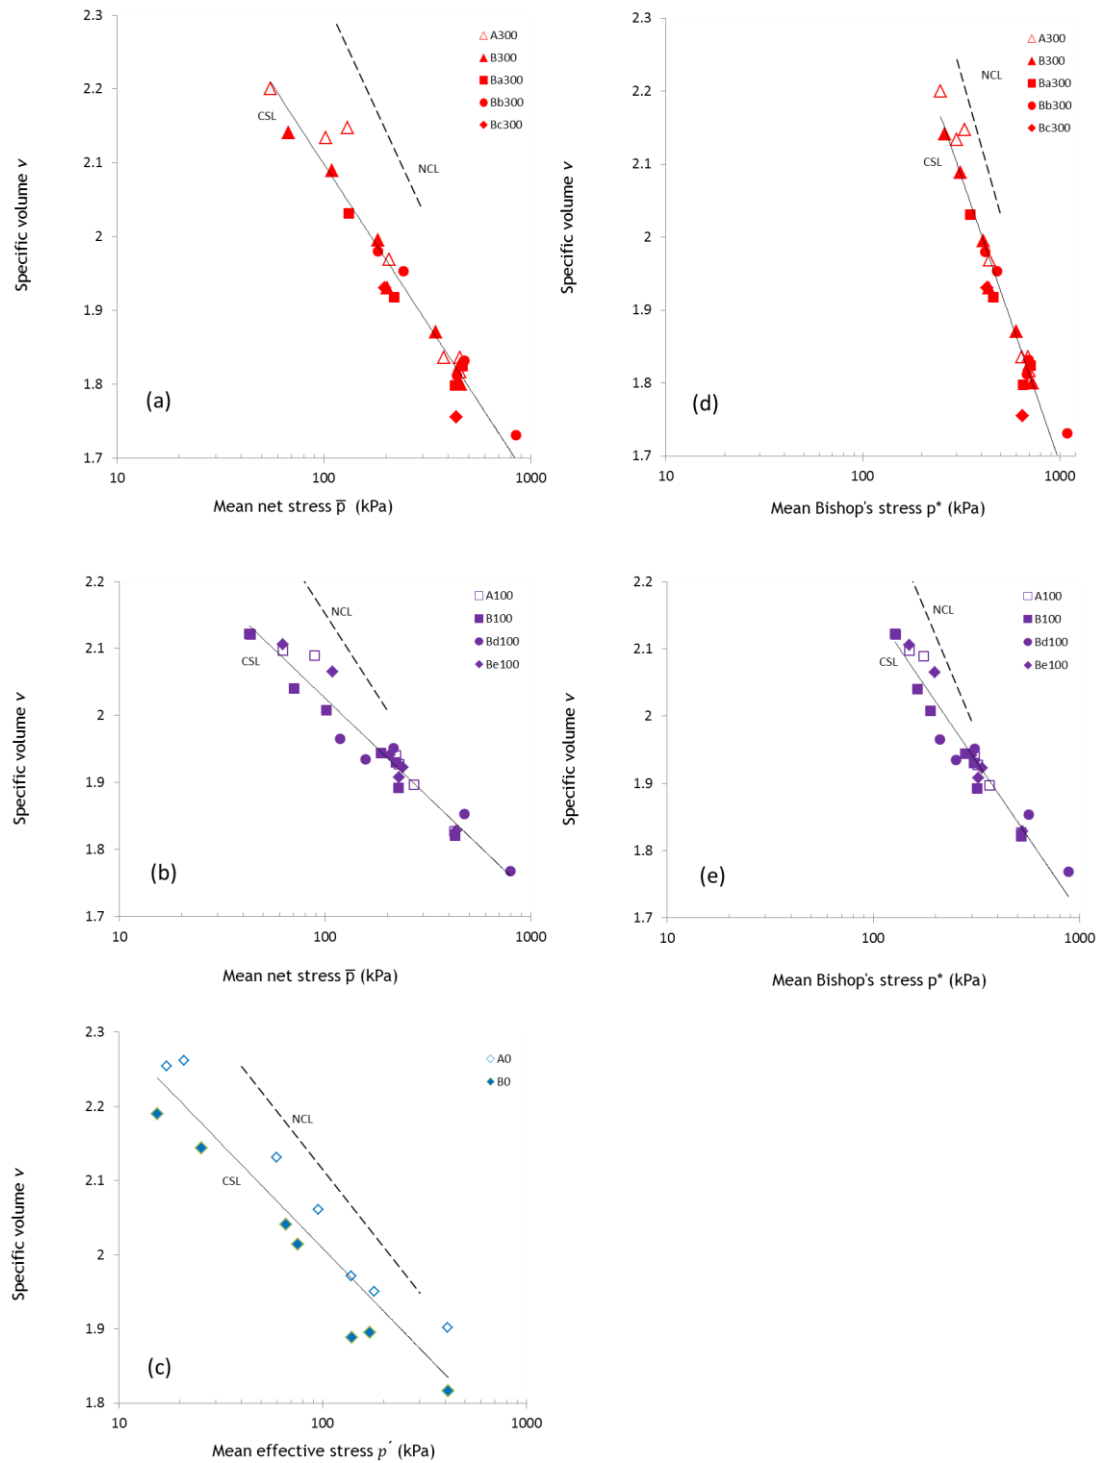 2.3
2.2
2.1
2
1.9
1.8
1.7
Specific volume v
A300
B300
Ba300
Bb300
Bc300
CSL
NCL
(a)
10
100
1000
Mean net stress p̅ (kPa)
2.3
2.2
2.1
2
1.9
1.8
1.7
Specific volume v
A300
B300
Ba300
Bb300
Bc300
NCL
CSL
(d)
10
100
1000
Mean Bishop's stress p* (kPa)
2.2
2.1
2
1.9
1.8
1.7
Specific volume v
A100
B100
Bd100
Be100
NCL
CSL
(b)
10
100
1000
Mean net stress p̅ (kPa)
2.2
2.1
2
1.9
1.8
1.7
Specific volume v
A100
B100
Bd100
Be100
NCL
CSL
(e)
10
100
1000
Mean Bishop's stress p* (kPa)
2.3
2.2
2.1
2
1.9
1.8
Specific volume v
A0
B0
NCL
CSL
(c)
10
100
1000
Mean effective stress p´ (kPa)